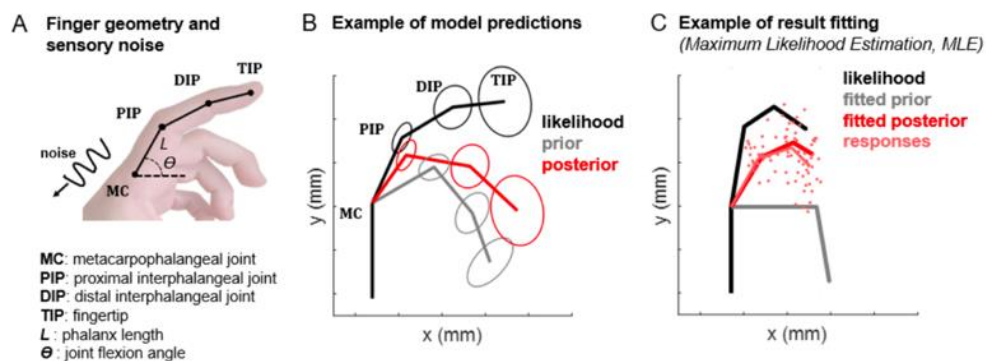 A Finger geometry and
sensory noise
TIP
DIP
PIP
L
noise
θ
MC
MC: metacarpophalangeal joint
PIP: proximal interphalangeal joint
DIP: distal interphalangeal joint
TIP: fingertip
L : phalanx length
θ : joint flexion angle
B Example of model predictions
DIP
TIP
PIP
likelihood
prior
posterior
MC
y (mm)
x (mm)
C Example of result fitting
(Maximum Likelihood Estimation, MLE)
likelihood
fitted prior
fitted posterior
responses
y (mm)
x (mm)